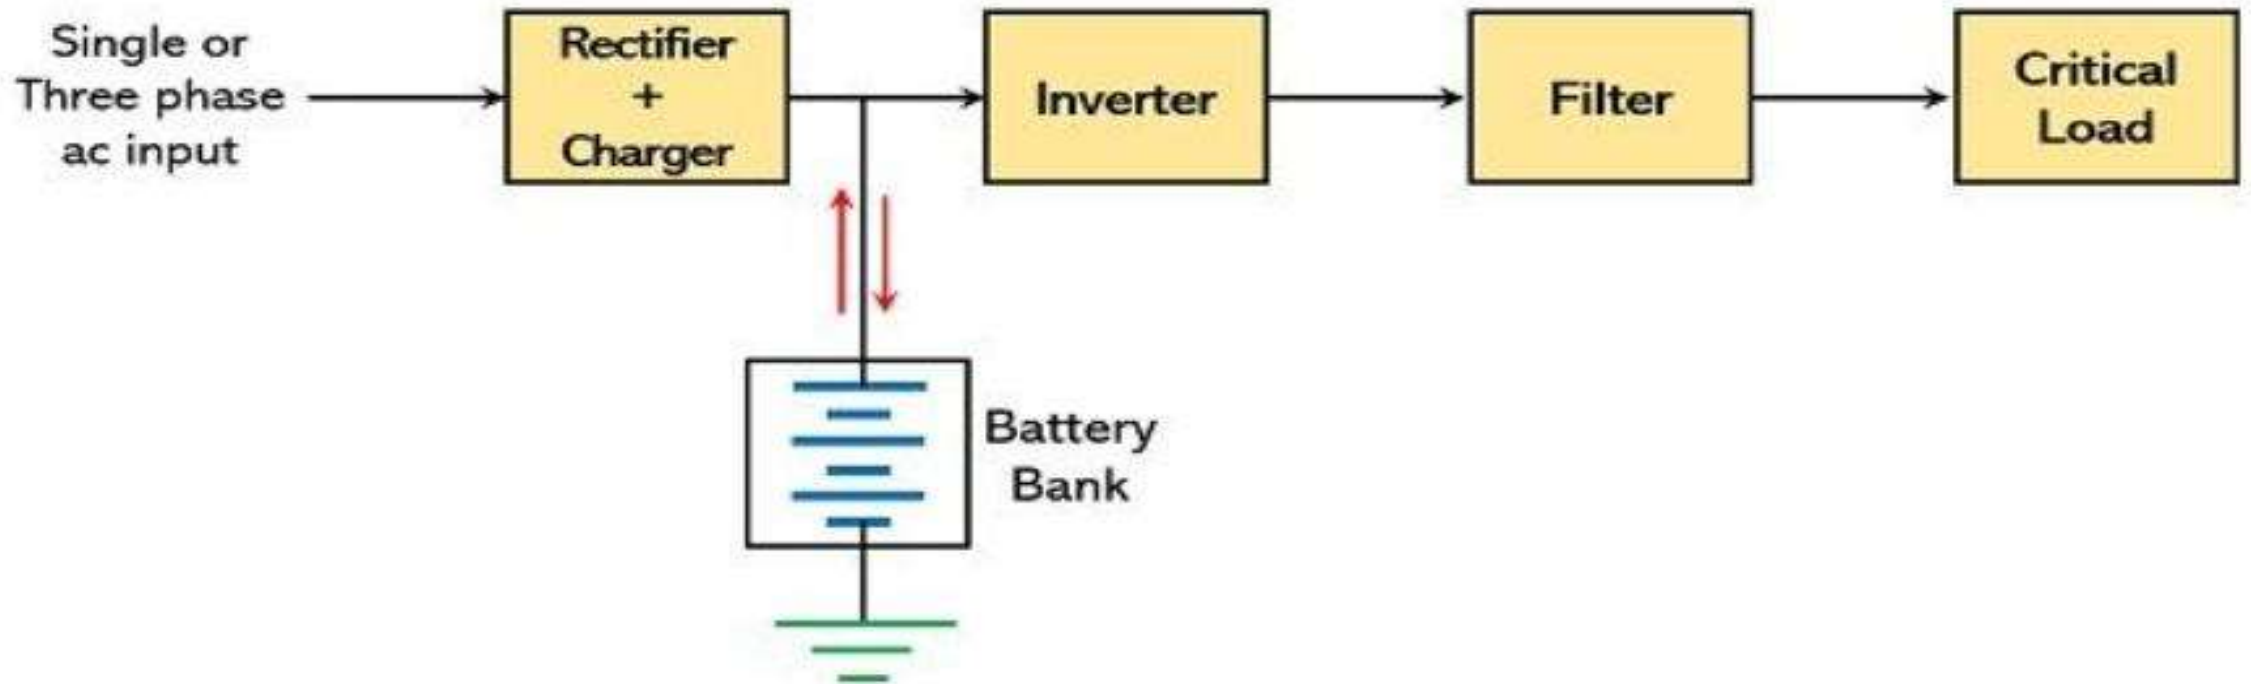 Single or
Three phase
ac input
Rectifier
+
Charger
Inverter
Filter
Critical
Load
Battery
Bank